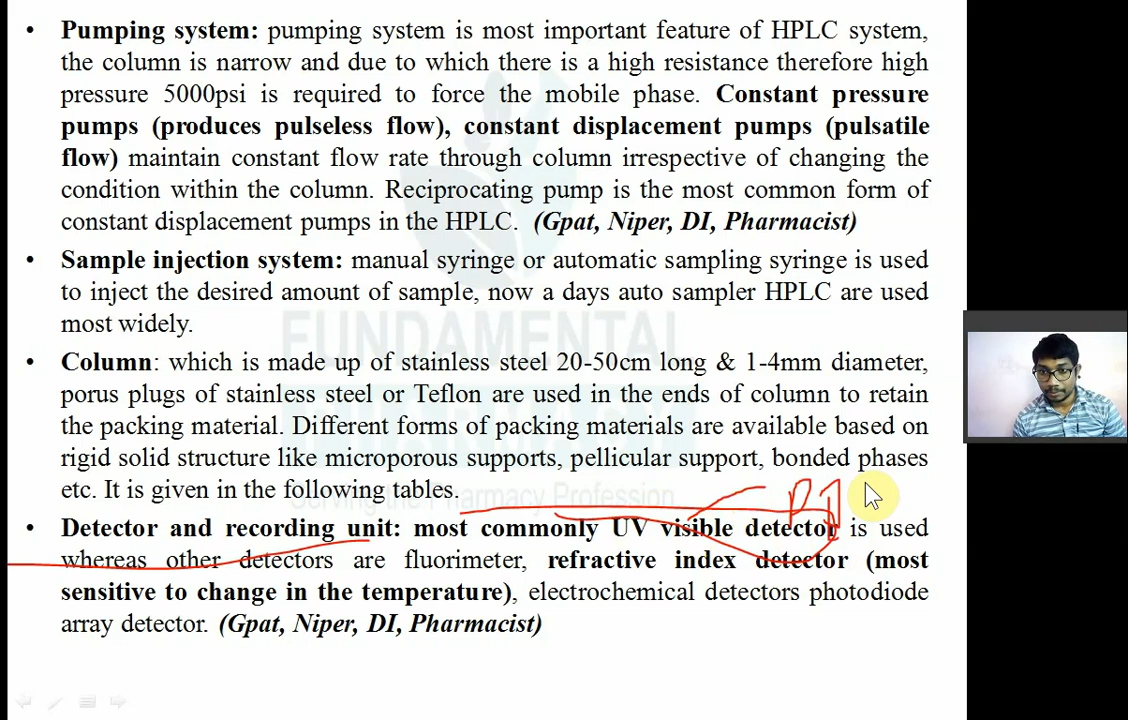 • Pumping system: pumping system is most important feature of HPLC system,
the column is narrow and due to which there is a high resistance therefore high
pressure 5000psi is required to force the mobile phase. Constant pressure
pumps (produces pulseless flow), constant displacement pumps (pulsatile
flow) maintain constant flow rate through column irrespective of changing the
condition within the column. Reciprocating pump is the most common form of
constant displacement pumps in the HPLC. (Gpat, Niper, DI, Pharmacist)
• Sample injection system: manual syringe or automatic sampling syringe is used
to inject the desired amount of sample, now a days auto sampler HPLC are used
most widely.
FUNDAMENTAL
• Column: which is made up of stainless steel 20-50cm long & 1-4mm diameter,
porus plugs of stainless steel or Teflon are used in the ends of column to retain
the packing material. Different forms of packing materials are available based on
rigid solid structure like microporous supports, pellicular support, bonded phases
etc. It is given in the following tables.
Serving the Pharmacy Profession
• Detector and recording unit: most commonly UV visible detector is used
whereas other detectors are fluorimeter, refractive index detector (most
sensitive to change in the temperature), electrochemical detectors photodiode
array detector. (Gpat, Niper, DI, Pharmacist)